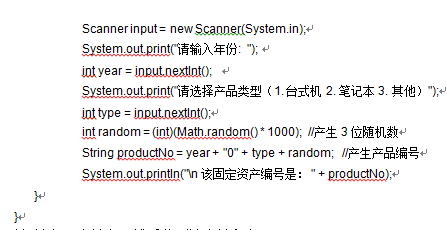 Scanner input = new Scanner(System.in);
System.out.print("请输入年份: ");
int year = input.nextInt();
System.out.print("请选择产品类型（1.台式机 2.笔记本 3.其他）");
int type = input.nextInt();
int random = (int)(Math.random() * 1000); //产生 3 位随机数
String productNo = year + "0" + type + random; //产生产品编号
System.out.println("\n 该固定资产编号是： " + productNo);
}
}